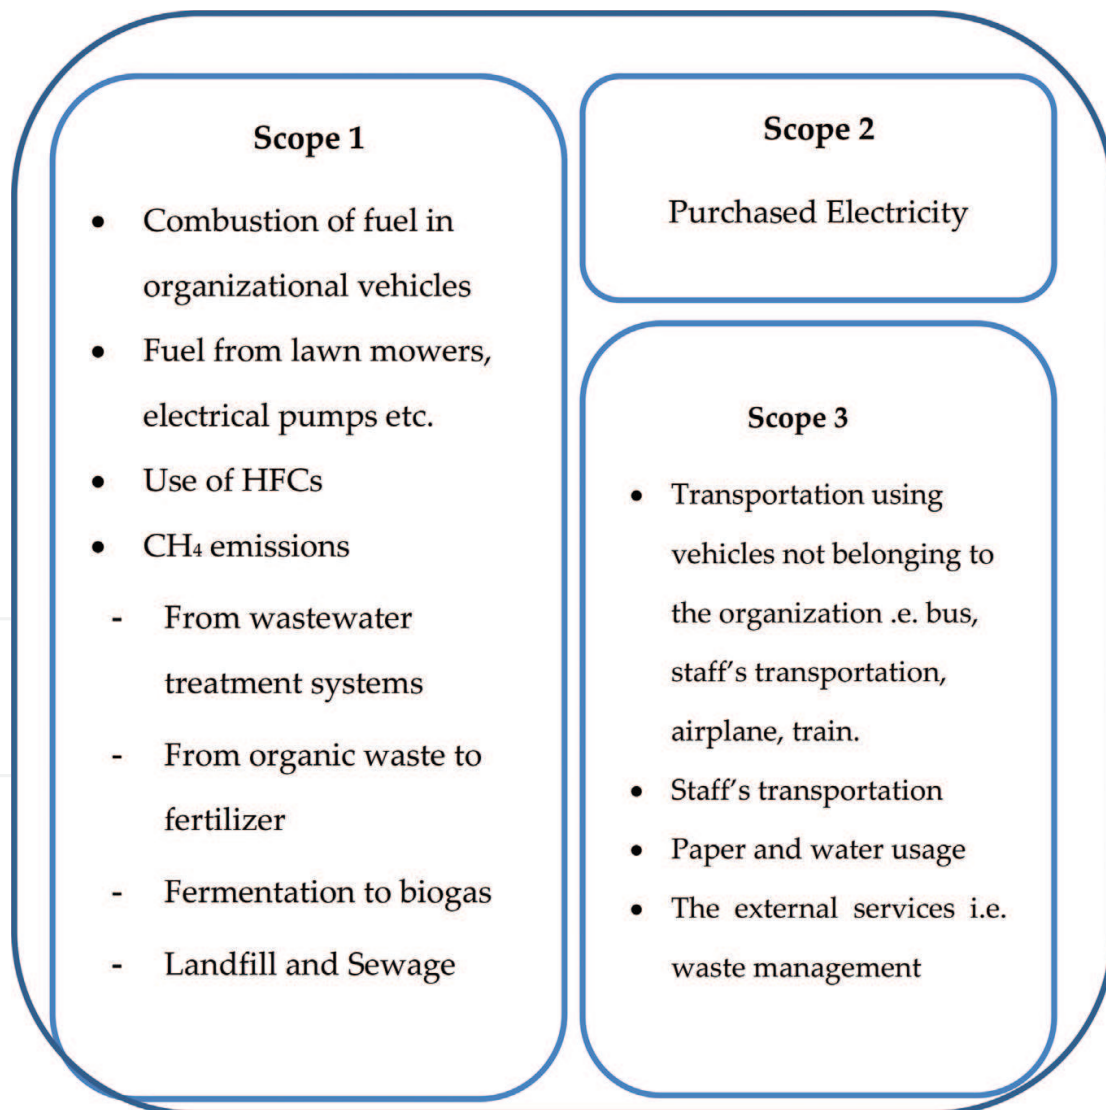 Scope 1
• Combustion of fuel in
organizational vehicles
• Fuel from lawn mowers,
electrical pumps etc.
• Use of HFCs
• CH₄ emissions
- From wastewater
treatment systems
- From organic waste to
fertilizer
- Fermentation to biogas
- Landfill and Sewage
Scope 2
Purchased Electricity
Scope 3
• Transportation using
vehicles not belonging to
the organization .e. bus,
staff’s transportation,
airplane, train.
• Staff’s transportation
• Paper and water usage
• The external services i.e.
waste management